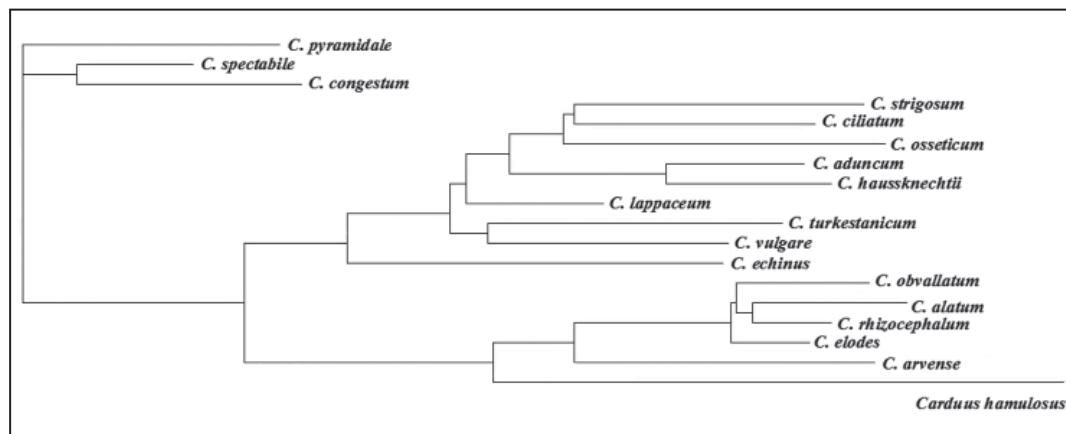 C. pyramidale
C. spectabile
C. congestum
C. strigosum
C. ciliatum
C. osseticum
C. aduncum
C. haussknechtii
C. lappaceum
C. turkestanicum
C. vulgare
C. echinus
C. obvallatum
C. alatum
C. rhizocephalum
C. elodes
C. arvense
Carduus hamulosus